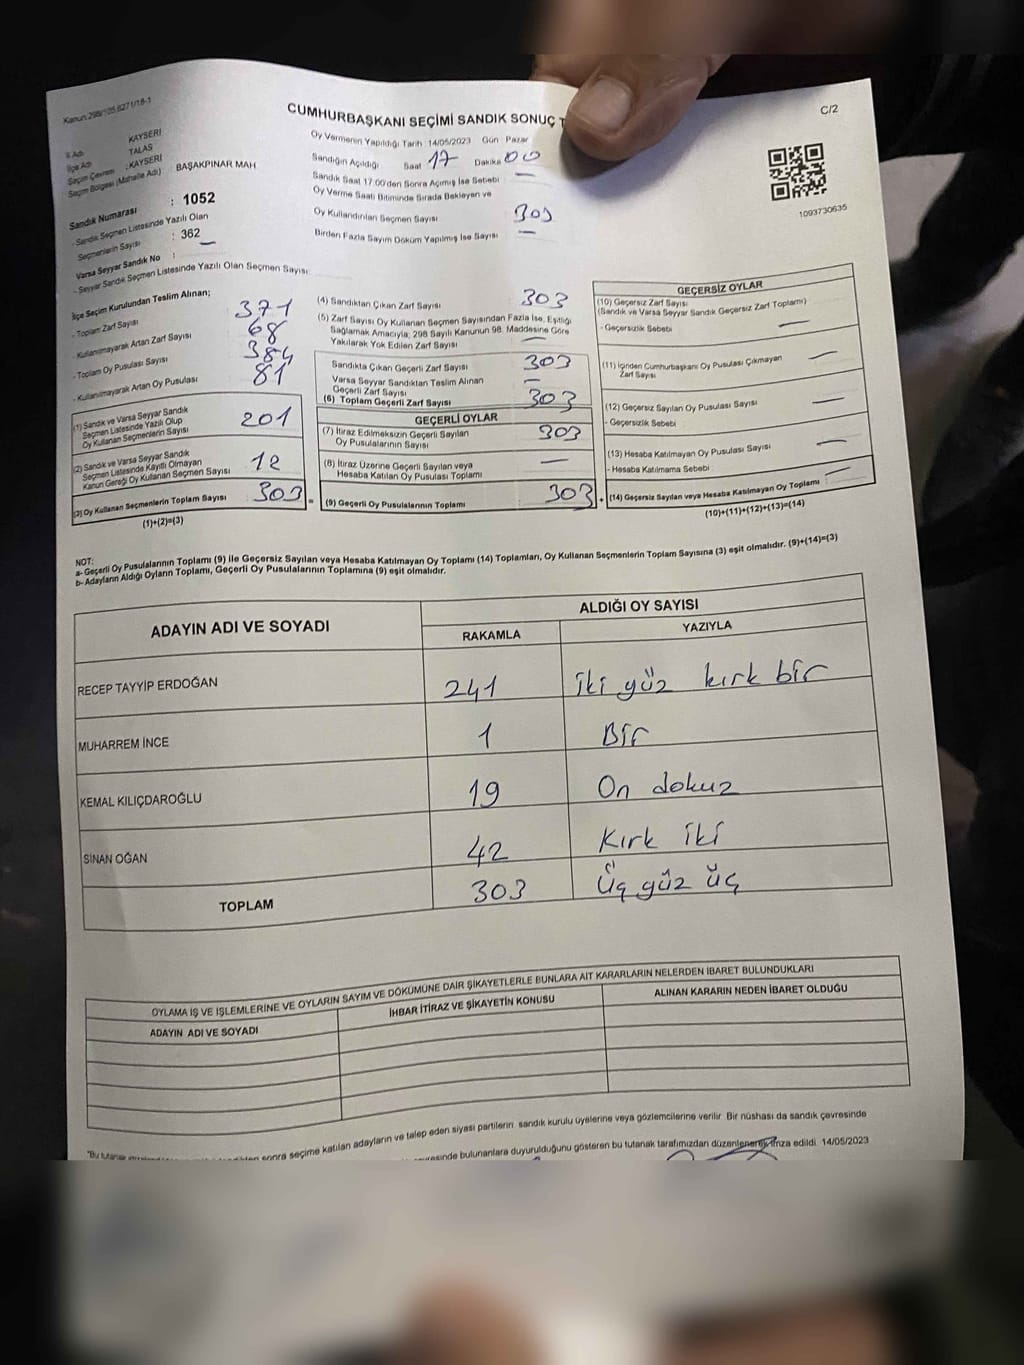 Kanun.298/105.6271/18-1
CUMHURBAŞKANI SEÇİMİ SANDIK SONUÇ T
C/2
İl Adı : KAYSERİ
İlçe Adı : TALAS
Seçim Çevresi : KAYSERİ
Seçim Bölgesi (Mahalle Adı) : BAŞAKPINAR MAH
Sandık Numarası : 1052
- Sandık Seçmen Listesinde Yazılı Olan
Seçmenlerin Sayısı : 362
Varsa Seyyar Sandık No :
- Seyyar Sandık Seçmen Listesinde Yazılı Olan Seçmen Sayısı:
Oy Vermenin Yapıldığı Tarih 14/05/2023 Gün Pazar
Sandığın Açıldığı Saat 17 Dakika 00
Sandık Saat 17.00'den Sonra Açımış İse Sebebi —
Oy Verme Saati Bitiminde Sırada Bekleyen ve
Oy Kullandırılan Seçmen Sayısı 303
Birden Fazla Sayım Döküm Yapılmış İse Sayısı —
1093730635
İlçe Seçim Kurulundan Teslim Alınan;
- Toplam Zarf Sayısı 371
- Kullanılmayarak Artan Zarf Sayısı 68
- Toplam Oy Pusulası Sayısı 384
- Kullanılmayarak Artan Oy Pusulası 81
(1) Sandık ve Varsa Seyyar Sandık
Seçmen Listesinde Yazılı Olup
Oy Kullanan Seçmenlerin Sayısı 201
(2) Sandık ve Varsa Seyyar Sandık
Seçmen Listesinde Kayıtlı Olmayan
Kanun Gereği Oy Kullanan Seçmen Sayısı 12
(3) Oy Kullanan Seçmenlerin Toplam Sayısı 303 =
(1)+(2)=(3)
(4) Sandıktan Çıkan Zarf Sayısı 303
(5) Zarf Sayısı Oy Kullanan Seçmen Sayısından Fazla İse, Eşitliği
Sağlamak Amacıyla; 298 Sayılı Kanunun 98. Maddesine Göre
Yakılarak Yok Edilen Zarf Sayısı —
Sandıkta Çıkan Geçerli Zarf Sayısı 303
Varsa Seyyar Sandıktan Teslim Alınan
Geçerli Zarf Sayısı —
(6) Toplam Geçerli Zarf Sayısı 303
GEÇERLİ OYLAR
(7) İtiraz Edilmeksizin Geçerli Sayılan
Oy Pusulalarının Sayısı 303
(8) İtiraz Üzerine Geçerli Sayılan veya
Hesaba Katılan Oy Pusulası Toplamı —
(9) Geçerli Oy Pusulalarının Toplamı 303 +
GEÇERSİZ OYLAR
(10) Geçersiz Zarf Sayısı
(Sandık ve Varsa Seyyar Sandık Geçersiz Zarf Toplamı)
- Geçersizlik Sebebi —
(11) İçinden Cumhurbaşkanı Oy Pusulası Çıkmayan
Zarf Sayısı —
(12) Geçersiz Sayılan Oy Pusulası Sayısı —
- Geçersizlik Sebebi
(13) Hesaba Katılmayan Oy Pusulası Sayısı —
- Hesaba Katılmama Sebebi
(14) Geçersiz Sayılan veya Hesaba Katılmayan Oy Toplamı —
(10)+(11)+(12)+(13)=(14)
NOT:
a- Geçerli Oy Pusulalarının Toplamı (9) ile Geçersiz Sayılan veya Hesaba Katılmayan Oy Toplamı (14) Toplamları, Oy Kullanan Seçmenlerin Toplam Sayısına (3) eşit olmalıdır. (9)+(14)=(3)
b- Adayların Aldığı Oyların Toplamı, Geçerli Oy Pusulalarının Toplamına (9) eşit olmalıdır.
ADAYIN ADI VE SOYADI
ALDIĞI OY SAYISI
RAKAMLA YAZIYLA
RECEP TAYYİP ERDOĞAN 241 iki yüz kırk bir
MUHARREM İNCE 1 Bir
KEMAL KILIÇDAROĞLU 19 On dokuz
SİNAN OĞAN 42 Kırk iki
TOPLAM 303 Üç yüz üç
OYLAMA İŞ VE İŞLEMLERİNE VE OYLARIN SAYIM VE DÖKÜMÜNE DAİR ŞİKAYETLERLE BUNLARA AİT KARARLARIN NELERDEN İBARET BULUNDUKLARI
ADAYIN ADI VE SOYADI
İHBAR İTİRAZ VE ŞİKAYETİN KONUSU
ALINAN KARARIN NEDEN İBARET OLDUĞU
"Bu tutanak sonra seçime katılan adayların ve talep eden siyasi partilerin sandık kurulu üyelerine veya gözlemcilerine verilir. Bir nüshası da sandık çevresinde
bulunanlara duyurulduğunu gösteren bu tutanak tarafımızdan düzenlenerek imza edildi. 14/05/2023